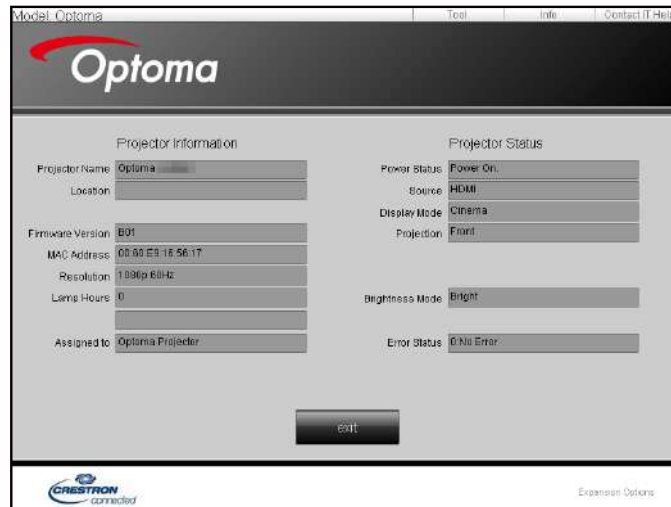 Model: Optoma
Tool
Info
Contact IT Hel
Optoma
Projector Information
Projector Name Optoma
Location
Firmware Version B01
MAC Address 00:60:E9:16:56:17
Resolution 1080p 60Hz
Lamp Hours 0
Assigned to Optoma Projector
Projector Status
Power Status Power On.
Source HDMI
Display Mode Cinema
Projection Front
Brightness Mode Bright
Error Status 0:No Error
exit
CRESTRON
connected
Expansion Options